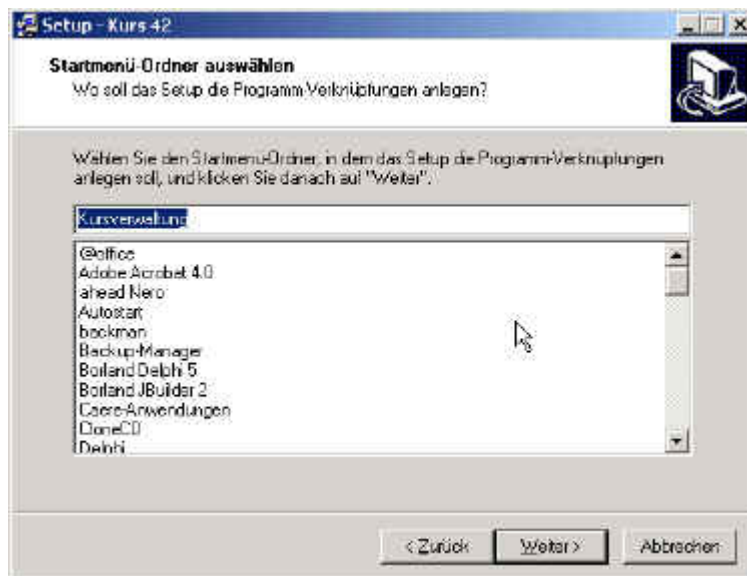 Setup - Kurs 42
Startmenü-Ordner auswählen
Wo soll das Setup die Programm-Verknüpfungen anlegen?
Wählen Sie den Startmenü-Ordner, in dem das Setup die Programm-Verknüpfungen
anlegen soll, und klicken Sie danach auf "Weiter".
Kursverwaltung
@office
Adobe Acrobat 4.0
ahead Nero
Autostart
backman
Backup-Manager
Borland Delphi 5
Borland JBuilder 2
Caere-Anwendungen
CloneCD
Delphi
< Zurück
Weiter >
Abbrechen